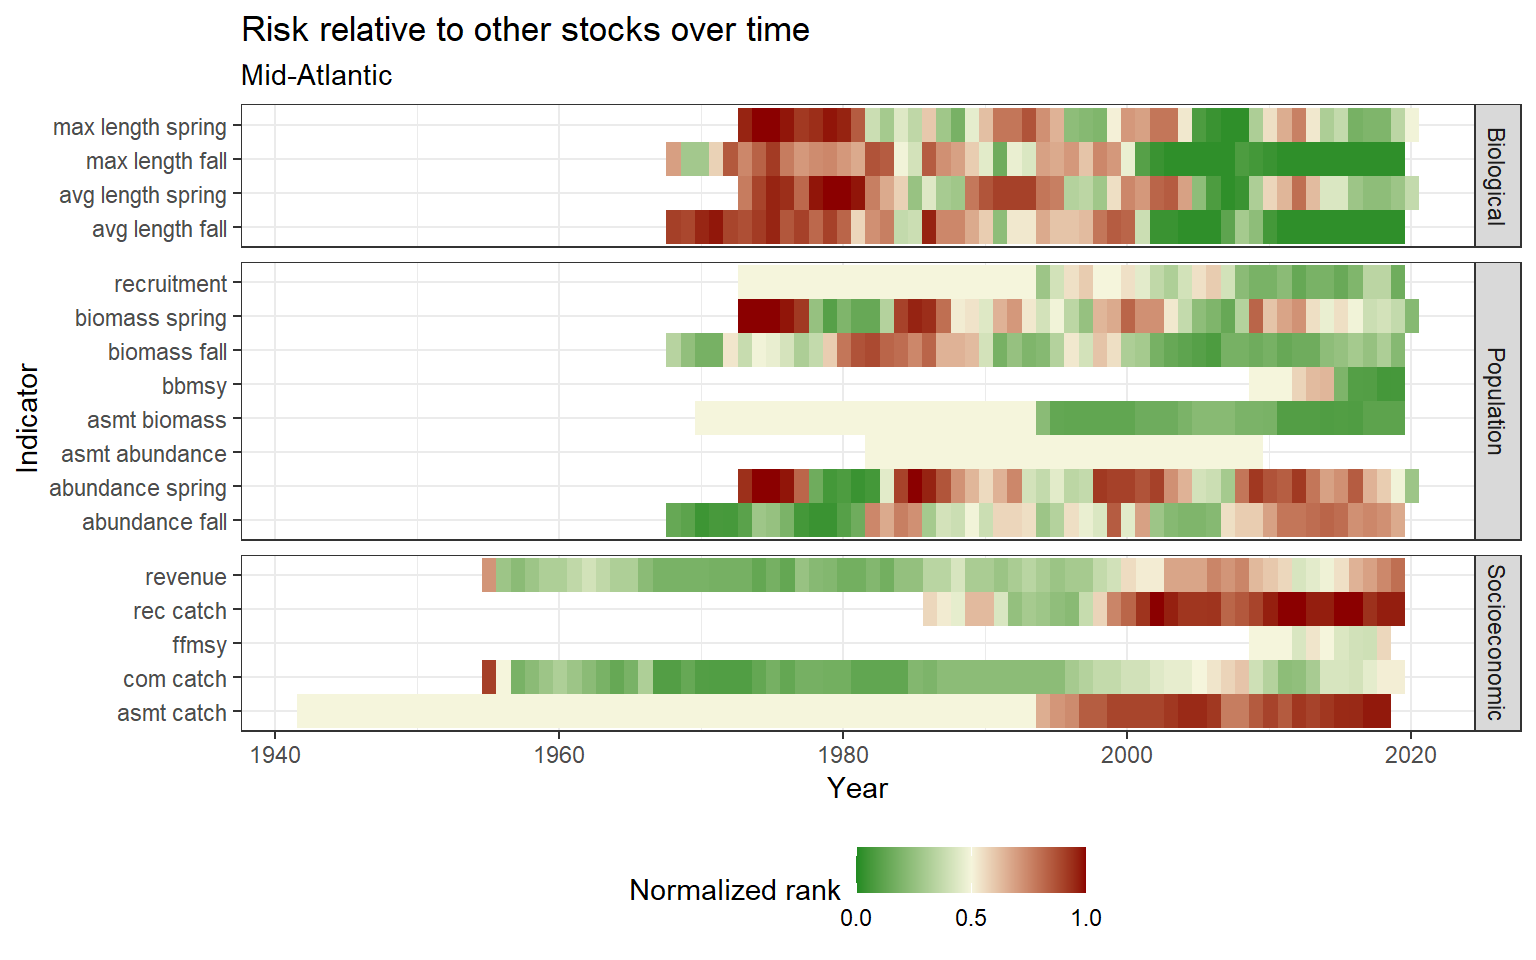 Risk relative to other stocks over time
Mid-Atlantic
max length spring
max length fall
avg length spring
avg length fall
Biological
recruitment
biomass spring
biomass fall
bbmsy
asmt biomass
asmt abundance
abundance spring
abundance fall
Population
revenue
rec catch
ffmsy
com catch
asmt catch
Socioeconomic
Indicator
1940 1960 1980 2000 2020
Year
Normalized rank
0.0 0.5 1.0